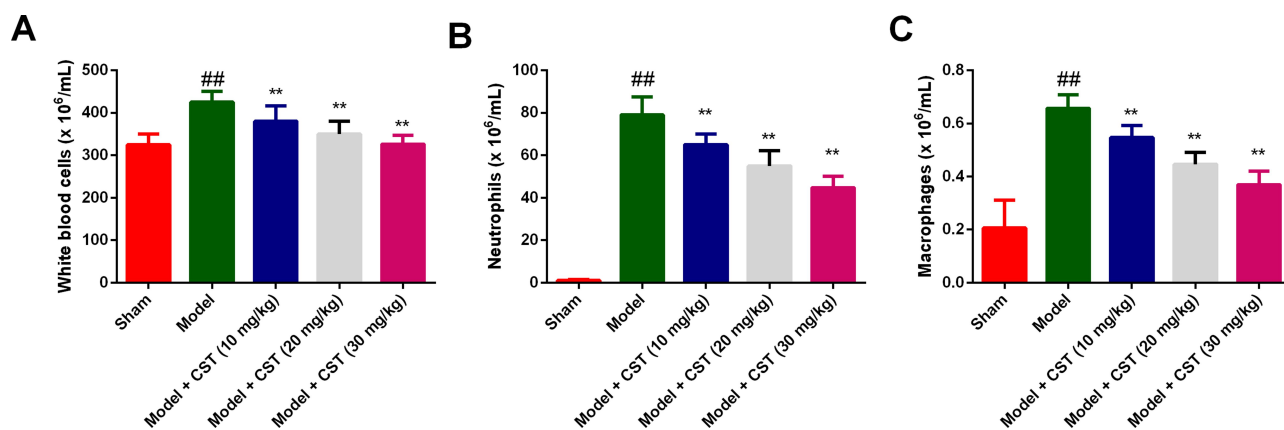 A
White blood cells (x 10⁶/mL)
500
400
300
200
100
0
##
**
**
**
Sham
Model
Model + CST (10 mg/kg)
Model + CST (20 mg/kg)
Model + CST (30 mg/kg)
B
Neutrophils (x 10⁶/mL)
100
80
60
40
20
0
##
**
**
**
Sham
Model
Model + CST (10 mg/kg)
Model + CST (20 mg/kg)
Model + CST (30 mg/kg)
C
Macrophages (x 10⁶/mL)
0.8
0.6
0.4
0.2
0.0
##
**
**
**
Sham
Model
Model + CST (10 mg/kg)
Model + CST (20 mg/kg)
Model + CST (30 mg/kg)